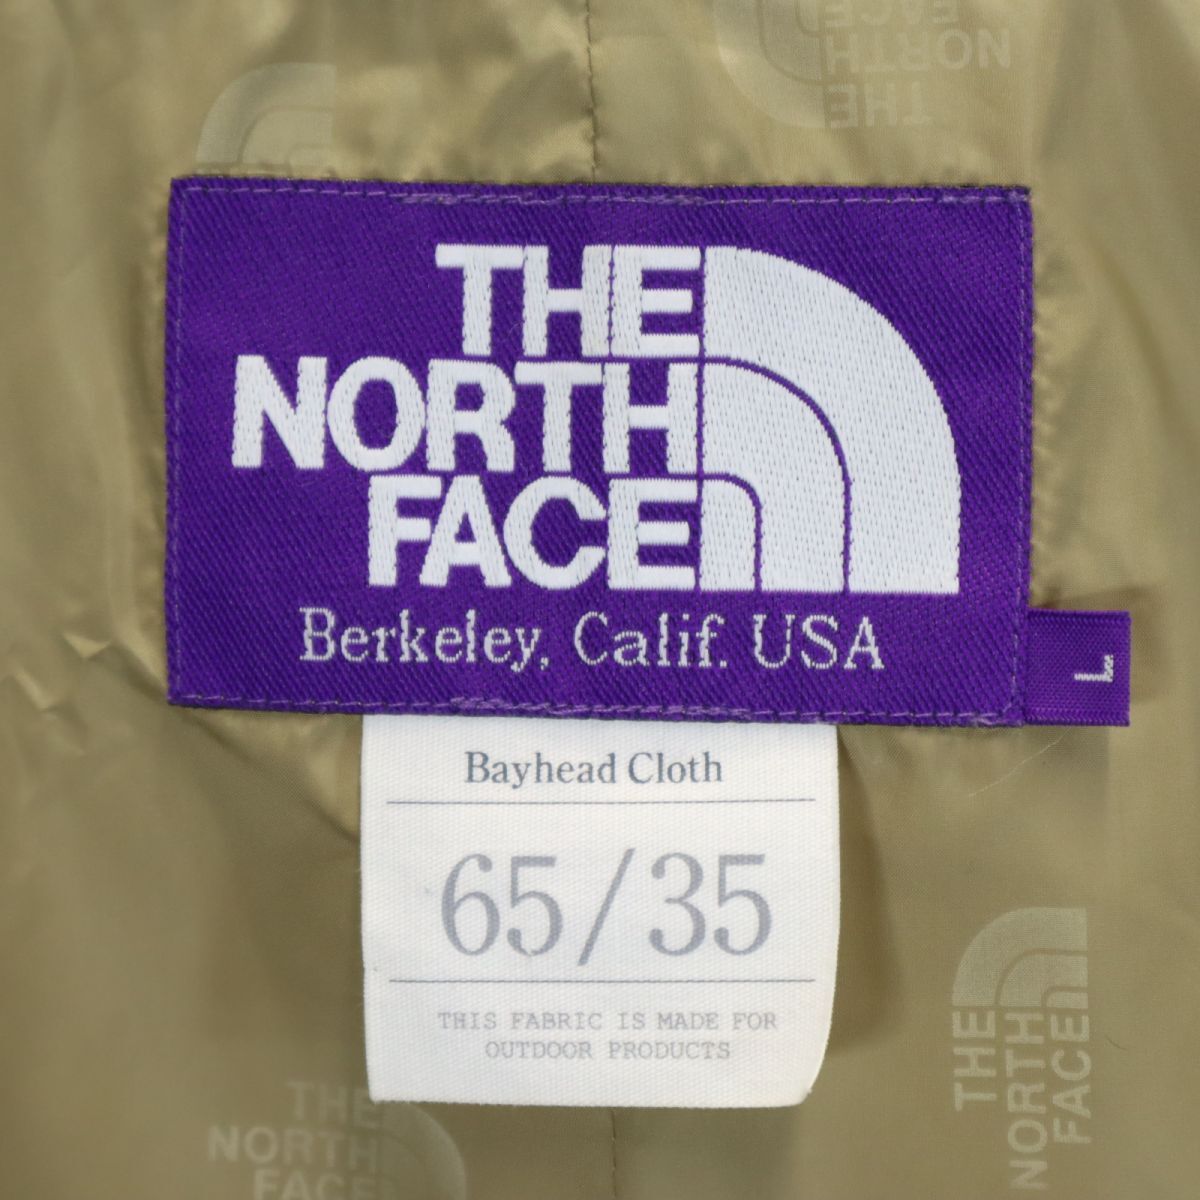 FACE
NORTH
THE
THE
NORTH
FACE
Berkeley, Calif. USA
L
Bayhead Cloth
65/35
THIS FABRIC IS MADE FOR
OUTDOOR PRODUCTS
THE
NORTH
FACE
THE
NORTH
FACE